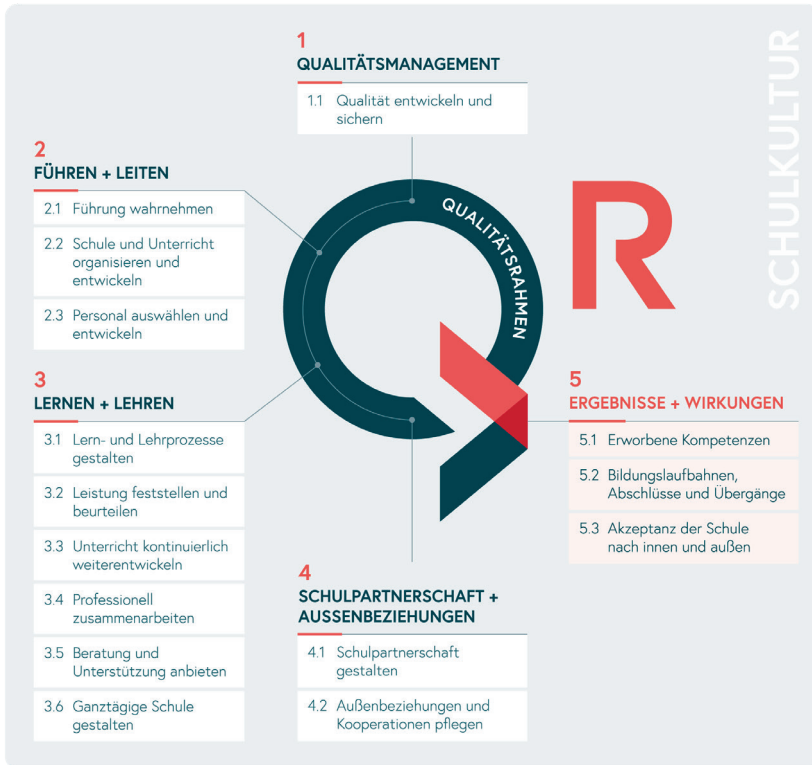 SCHULKULTUR
1
QUALITÄTSMANAGEMENT
1.1 Qualität entwickeln und
sichern
2
FÜHREN + LEITEN
2.1 Führung wahrnehmen
2.2 Schule und Unterricht
organisieren und
entwickeln
2.3 Personal auswählen und
entwickeln
QUALITÄTSRAHMEN
R
3
LERNEN + LEHREN
3.1 Lern- und Lehrprozesse
gestalten
3.2 Leistung feststellen und
beurteilen
3.3 Unterricht kontinuierlich
weiterentwickeln
3.4 Professionell
zusammenarbeiten
3.5 Beratung und
Unterstützung anbieten
3.6 Ganztägige Schule
gestalten
4
SCHULPARTNERSCHAFT +
AUSSENBEZIEHUNGEN
4.1 Schulpartnerschaft
gestalten
4.2 Außenbeziehungen und
Kooperationen pflegen
5
ERGEBNISSE + WIRKUNGEN
5.1 Erworbene Kompetenzen
5.2 Bildungslaufbahnen,
Abschlüsse und Übergänge
5.3 Akzeptanz der Schule
nach innen und außen